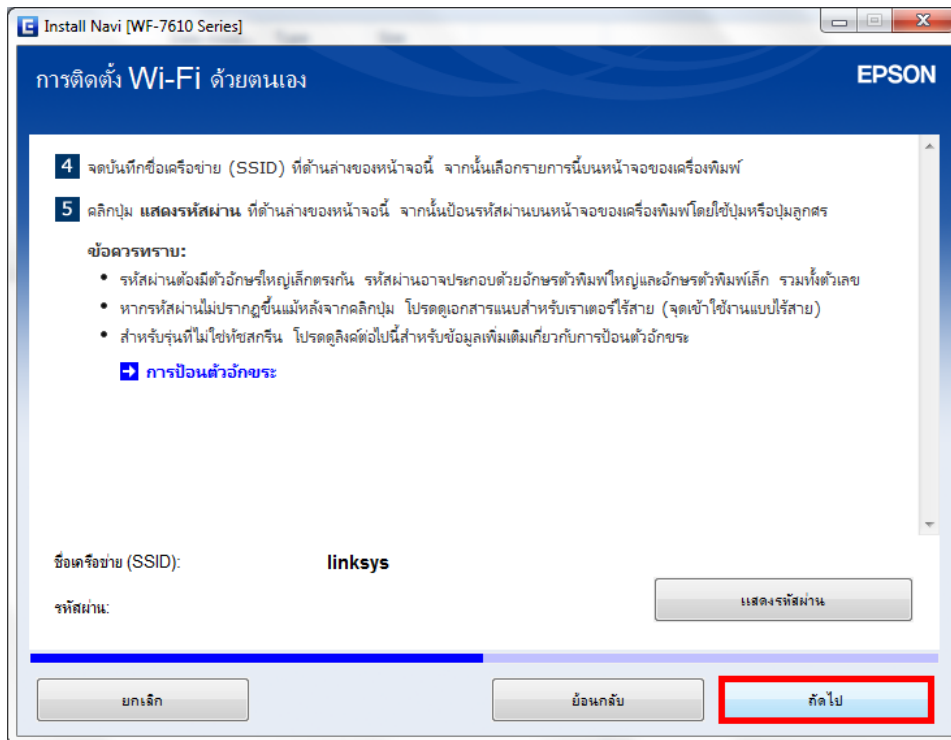 Install Navi [WF-7610 Series]
การติดตั้ง Wi-Fi ด้วยตนเอง
EPSON
4 จดบันทึกชื่อเครือข่าย (SSID) ที่ด้านล่างของหน้าจอนี้ จากนั้นเลือกรายการนี้บนหน้าจอของเครื่องพิมพ์
5 คลิกปุ่ม แสดงรหัสผ่าน ที่ด้านล่างของหน้าจอนี้ จากนั้นป้อนรหัสผ่านบนหน้าจอของเครื่องพิมพ์โดยใช้ปุ่มหรือปุ่มลูกศร
ข้อควรทราบ:
• รหัสผ่านต้องมีตัวอักษรใหญ่เล็กตรงกัน รหัสผ่านอาจประกอบด้วยอักษรตัวพิมพ์ใหญ่และอักษรตัวพิมพ์เล็ก รวมทั้งตัวเลข
• หากรหัสผ่านไม่ปรากฏขึ้นแม้หลังจากคลิกปุ่ม โปรดดูเอกสารแนบสำหรับเราเตอร์ไร้สาย (จุดเข้าใช้งานแบบไร้สาย)
• สำหรับรุ่นที่ไม่ใช่ทัชสกรีน โปรดดูลิงค์ต่อไปนี้สำหรับข้อมูลเพิ่มเติมเกี่ยวกับการป้อนตัวอักขระ
การป้อนตัวอักขระ
ชื่อเครือข่าย (SSID): linksys
รหัสผ่าน:
แสดงรหัสผ่าน
ยกเลิก
ย้อนกลับ
ถัดไป